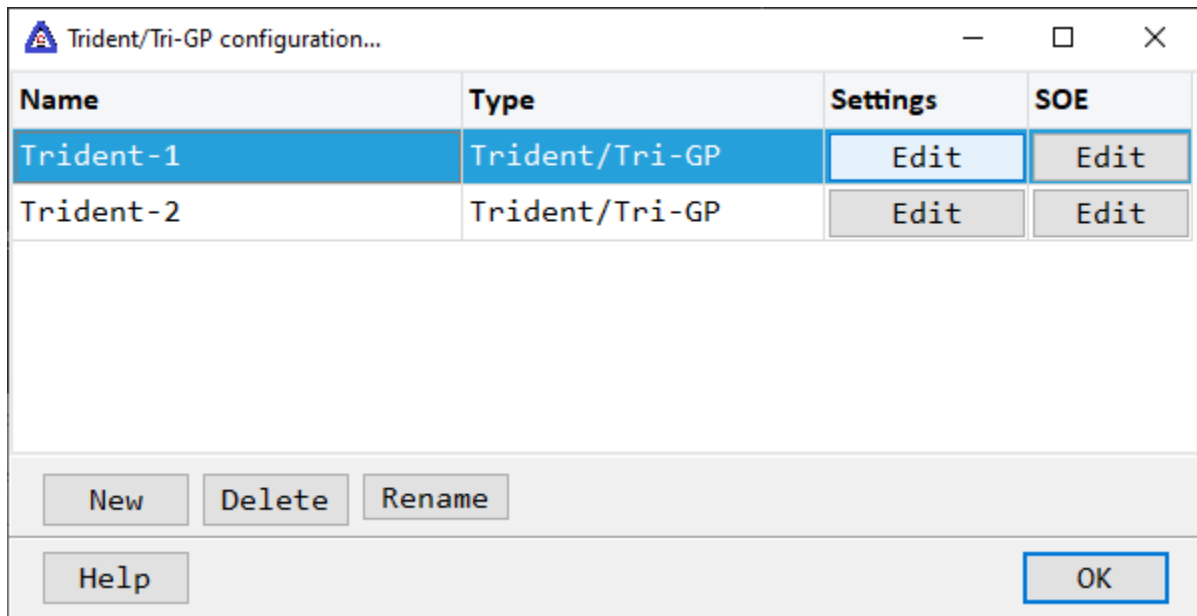 Trident/Tri-GP configuration...
Name Type Settings SOE
Trident-1 Trident/Tri-GP Edit Edit
Trident-2 Trident/Tri-GP Edit Edit
New Delete Rename
Help OK